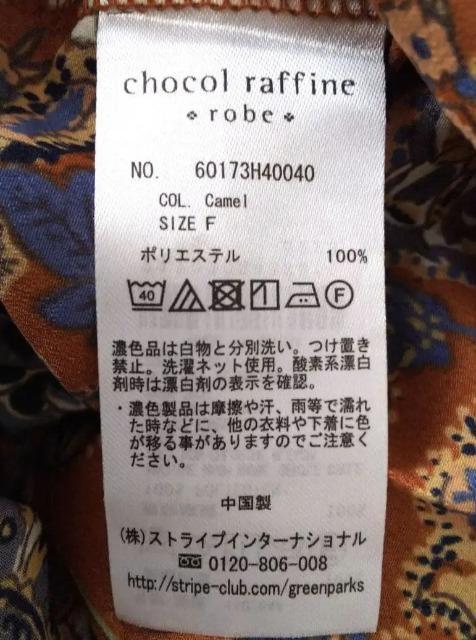 chocol raffine
robe
NO. 60173H40040
COL. Camel
SIZE F
ポリエステル 100%
40 F
濃色品は白物と分別洗い。つけ置き
禁止。洗濯ネット使用。酸素系漂白
剤時は漂白剤の表示を確認。
・濃色製品は摩擦や汗、雨等で濡れ
た時などに、他の衣料や下着に色
が移る事がありますのでご注意く
ださい。
中国製
(株)ストライプインターナショナル
0120-806-008
http://stripe-club.com/greenparks